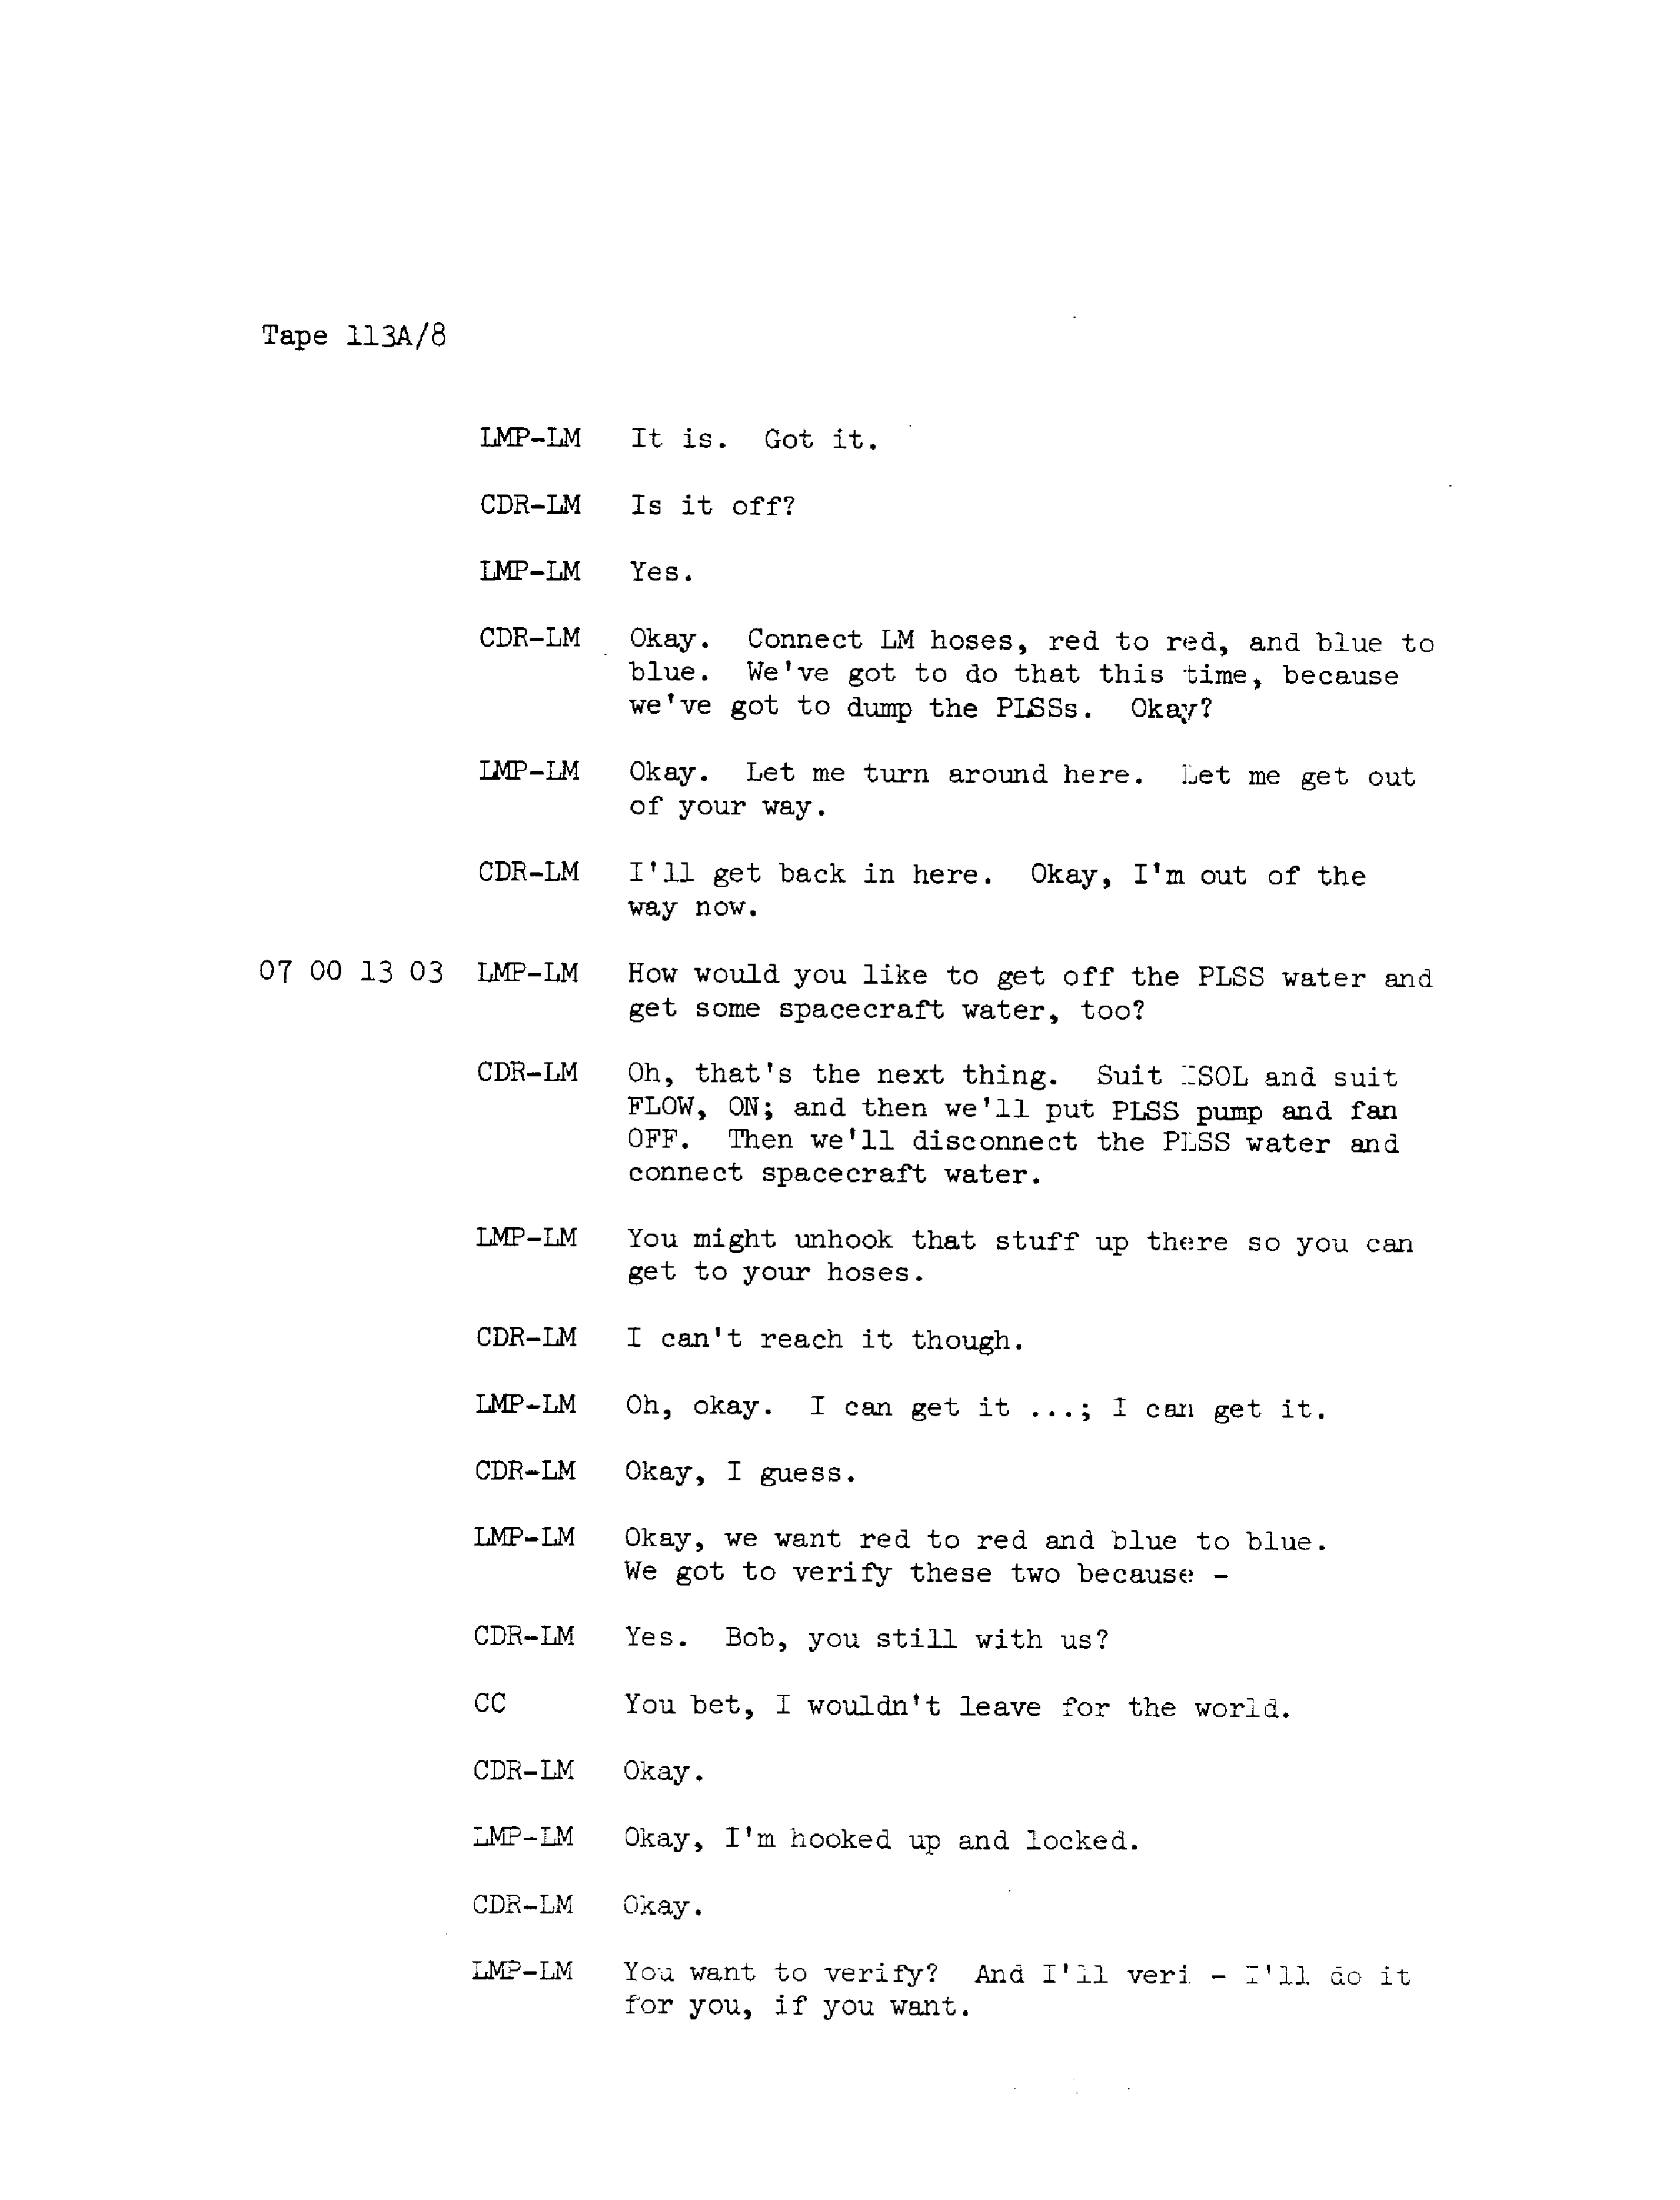 Tape 113A/8
LMP-LM It is. Got it.
CDR-LM Is it off?
LMP-LM Yes.
CDR-LM Okay. Connect LM hoses, red to red, and blue to
blue. We've got to do that this time, because
we've got to dump the PLSSs. Okay?
LMP-LM Okay. Let me turn around here. Let me get out
of your way.
CDR-LM I'll get back in here. Okay, I'm out of the
way now.
07 00 13 03 LMP-LM How would you like to get off the PLSS water and
get some spacecraft water, too?
CDR-LM Oh, that's the next thing. Suit ISOL and suit
FLOW, ON; and then we'll put PLSS pump and fan
OFF. Then we'll disconnect the PLSS water and
connect spacecraft water.
LMP-LM You might unhook that stuff up there so you can
get to your hoses.
CDR-LM I can't reach it though.
LMP-LM Oh, okay. I can get it ...; I can get it.
CDR-LM Okay, I guess.
LMP-LM Okay, we want red to red and blue to blue.
We got to verify these two because -
CDR-LM Yes. Bob, you still with us?
CC You bet, I wouldn't leave for the world.
CDR-LM Okay.
LMP-LM Okay, I'm hooked up and locked.
CDR-LM Okay.
LMP-LM You want to verify? And I'll veri - I'll do it
for you, if you want.